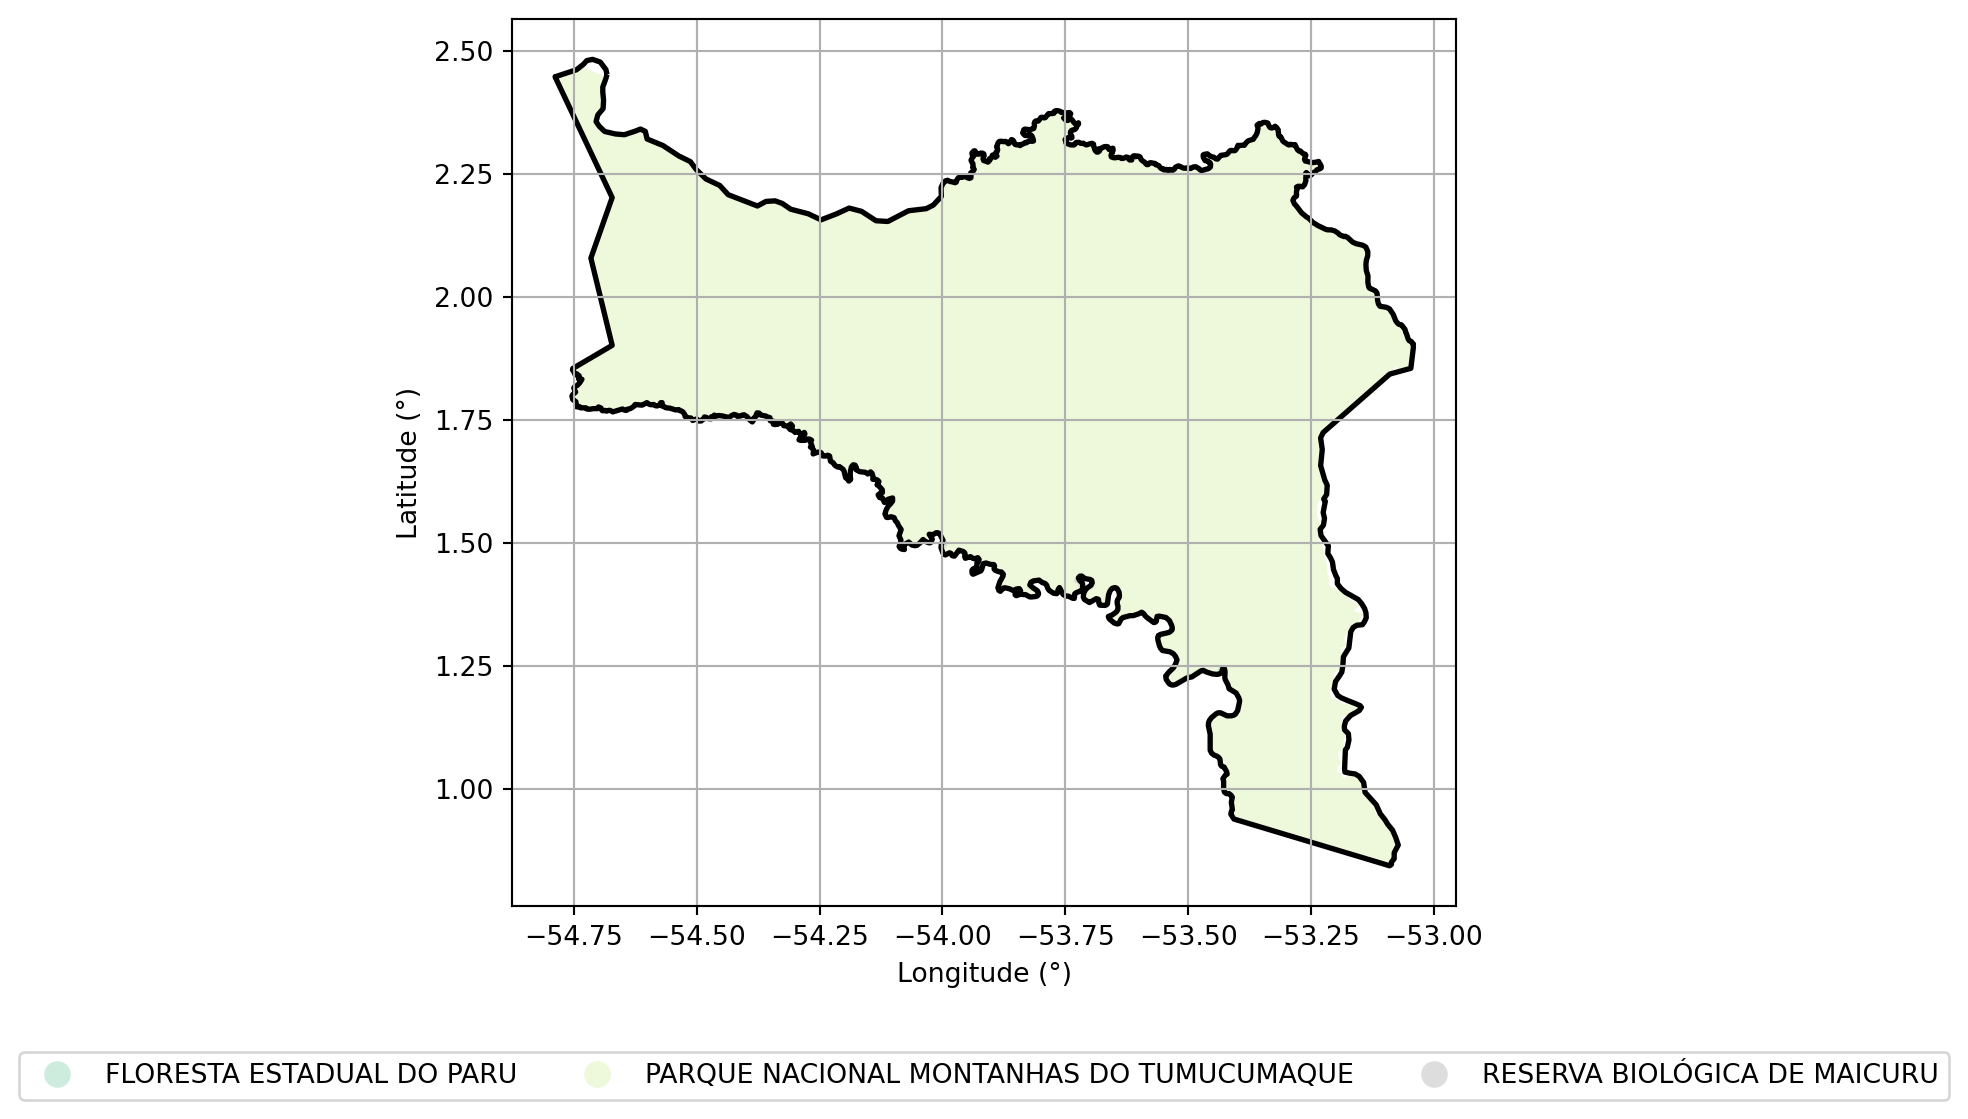 2.50
2.25
2.00
1.75
1.50
1.25
1.00
Latitude (°)
−54.75 −54.50 −54.25 −54.00 −53.75 −53.50 −53.25 −53.00
Longitude (°)
FLORESTA ESTADUAL DO PARU PARQUE NACIONAL MONTANHAS DO TUMUCUMAQUE RESERVA BIOLÓGICA DE MAICURU